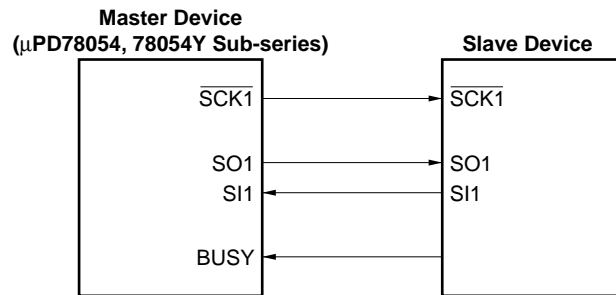 Master Device
(μPD78054, 78054Y Sub-series)
Slave Device
SCK1
SCK1
SO1
SO1
SI1
SI1
BUSY